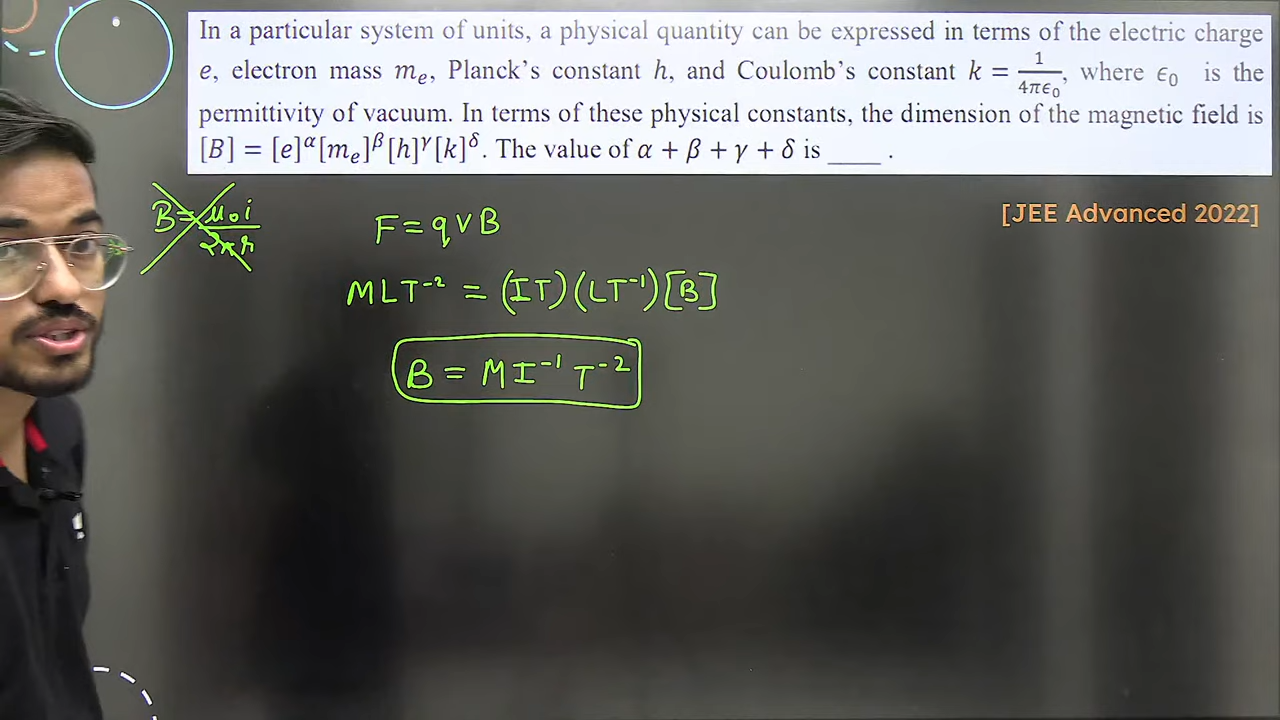 In a particular system of units, a physical quantity can be expressed in terms of the electric charge
e, electron mass mₑ, Planck's constant h, and Coulomb's constant k = 1/4πϵ₀, where ϵ₀ is the
permittivity of vacuum. In terms of these physical constants, the dimension of the magnetic field is
[B] = [e]^α[mₑ]^β[h]^γ[k]^δ. The value of α + β + γ + δ is ____ .
[JEE Advanced 2022]
B = μ₀i/2πr
F = qvB
MLT⁻² = (IT)(LT⁻¹)[B]
B = MI⁻¹T⁻²